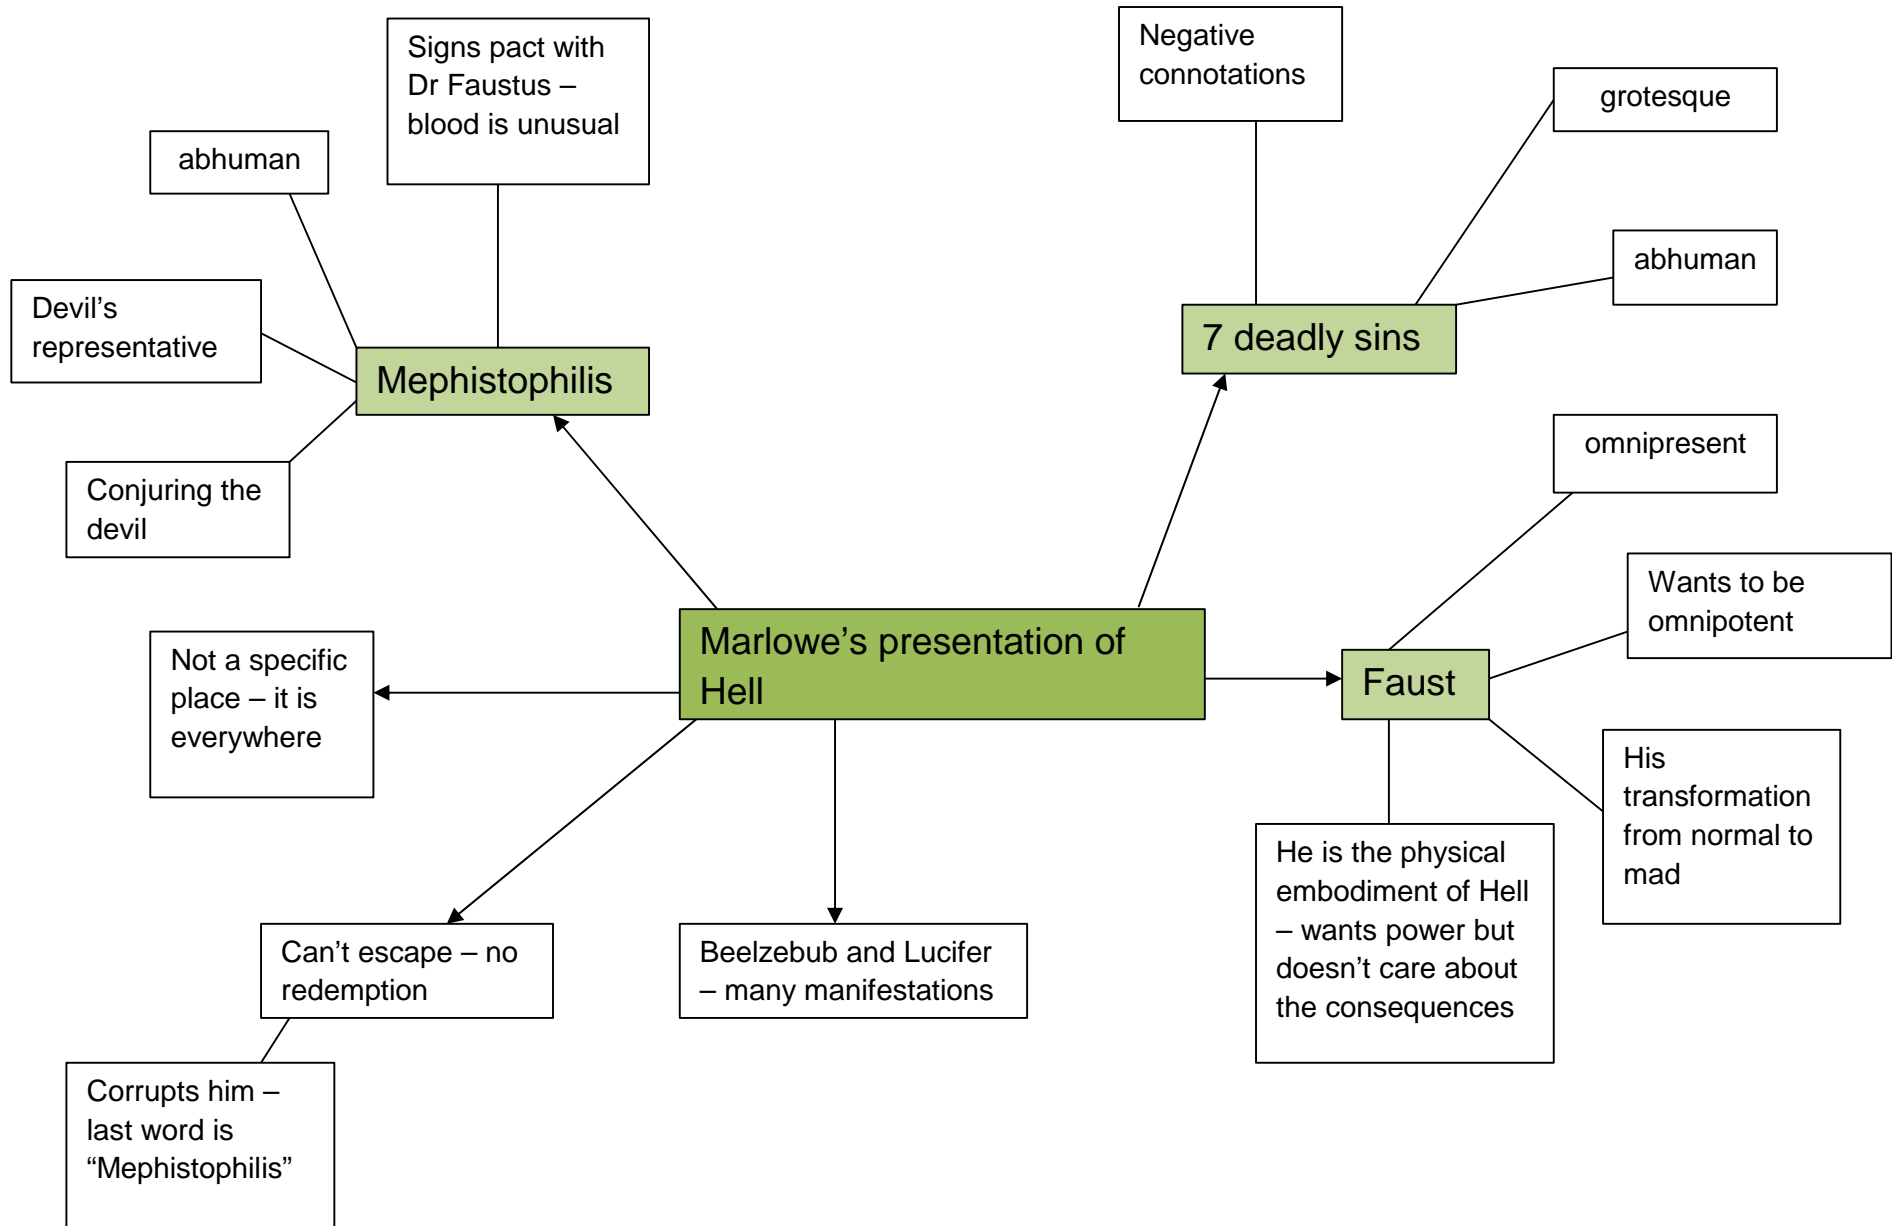 Signs pact with
Dr Faustus –
blood is unusual
abhuman
Devil’s
representative
Mephistophilis
Conjuring the
devil
Negative
connotations
grotesque
abhuman
7 deadly sins
omnipresent
Wants to be
omnipotent
Marlowe’s presentation of
Hell
Faust
Not a specific
place – it is
everywhere
His
transformation
from normal to
mad
He is the physical
embodiment of Hell
– wants power but
doesn’t care about
the consequences
Can’t escape – no
redemption
Beelzebub and Lucifer
– many manifestations
Corrupts him –
last word is
“Mephistophilis”